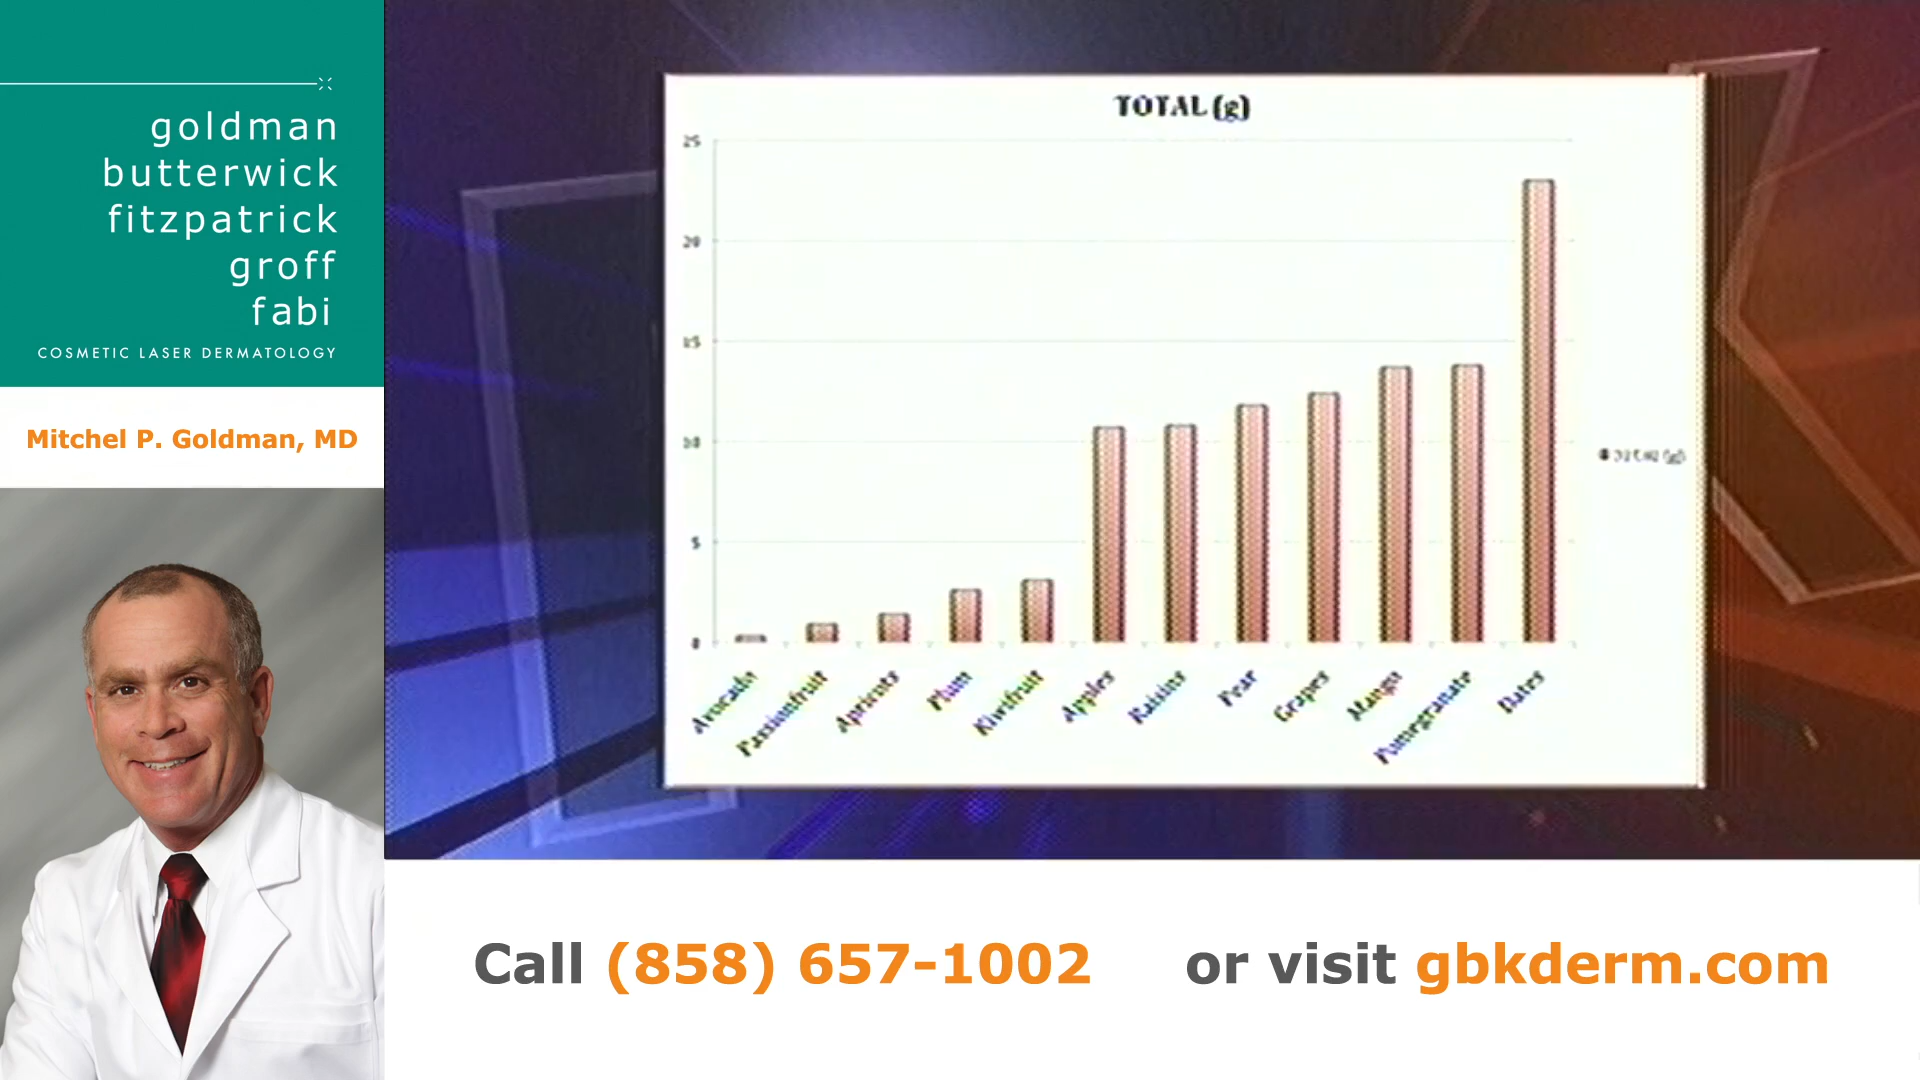 goldman
butterwick
fitzpatrick
groff
fabi
COSMETIC LASER DERMATOLOGY
Mitchel P. Goldman, MD
TOTAL (g)
25
20
15
10
5
0
Avocado
Passionfruit
Apricots
Plum
Kiwifruit
Apples
Raisins
Pear
Grapes
Mango
Pomegranate
Dates
Call (858) 657-1002 or visit gbkderm.com